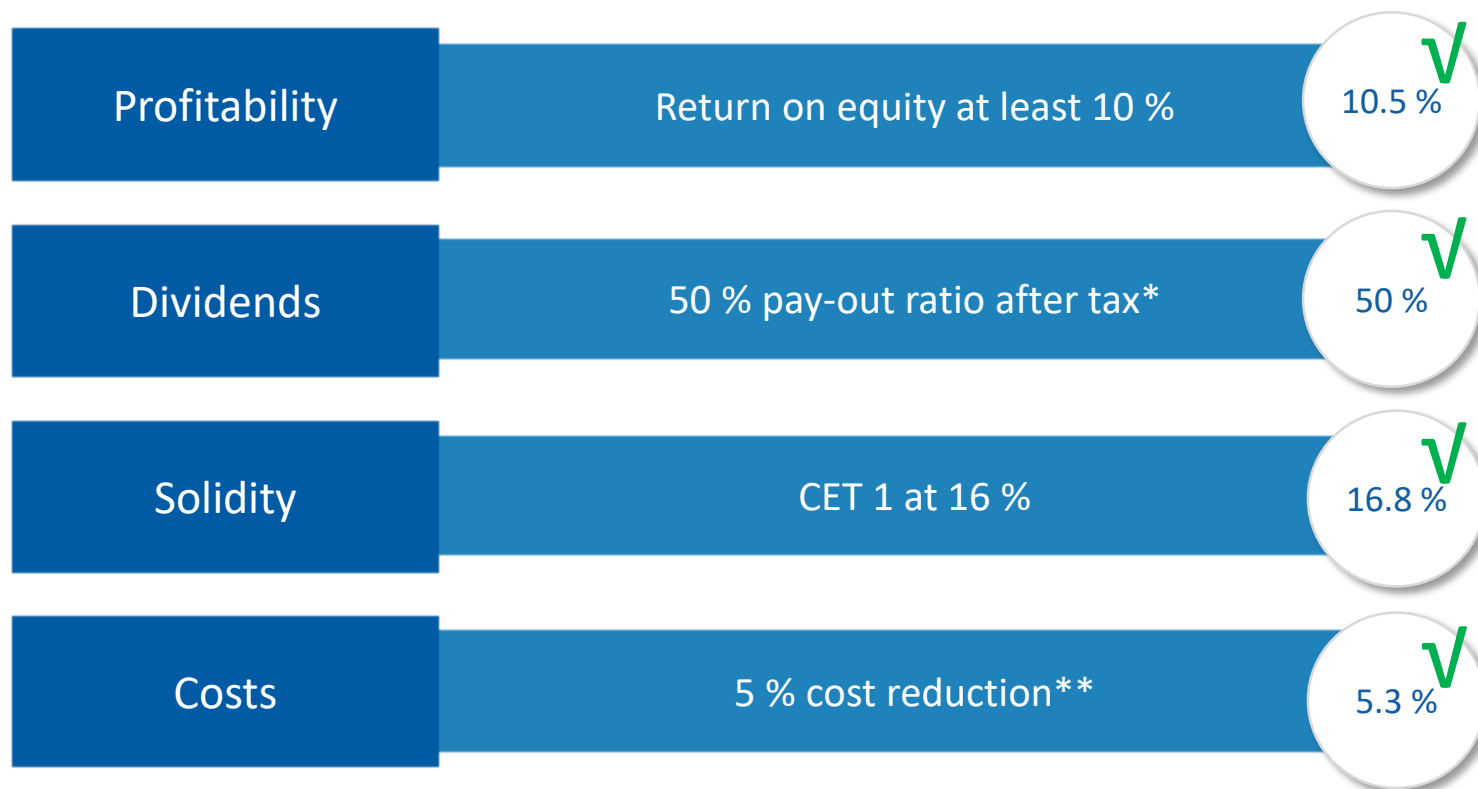 Profitability
Return on equity at least 10 %
10.5 %
√
Dividends
50 % pay-out ratio after tax*
50 %
√
Solidity
CET 1 at 16 %
16.8 %
√
Costs
5 % cost reduction**
5.3 %
√